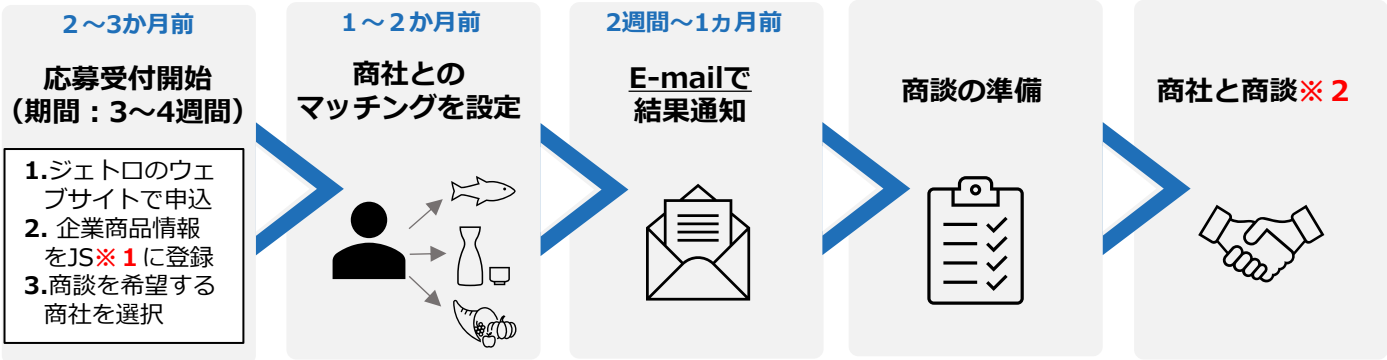 ２～3か月前
応募受付開始
（期間：3～4週間）
1.ジェトロのウェ
ブサイトで申込
2. 企業商品情報
をJS※１に登録
3.商談を希望する
商社を選択
１～２か月前
商社との
マッチングを設定
2週間～1ヵ月前
E-mailで
結果通知
商談の準備
商社と商談※２